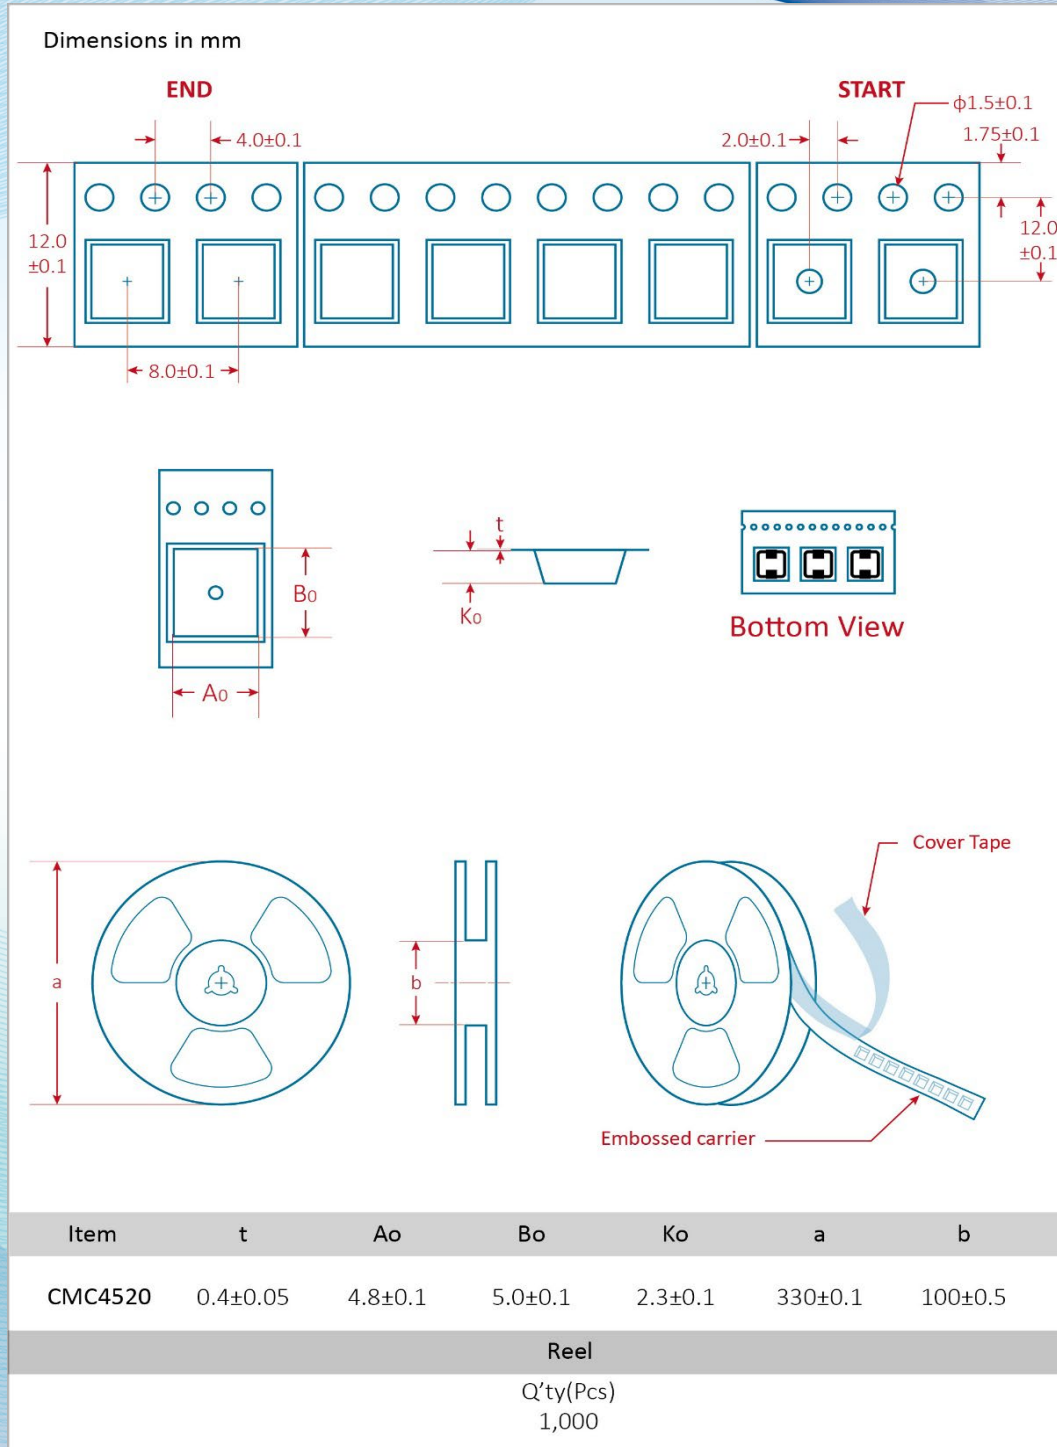 Dimensions in mm
END
START
ϕ1.5±0.1
4.0±0.1
2.0±0.1
1.75±0.1
12.0
±0.1
12.0
±0.1
8.0±0.1
t
B0
K0
A0
Bottom View
Cover Tape
a
b
Embossed carrier
Item t Ao Bo Ko a b
CMC4520 0.4±0.05 4.8±0.1 5.0±0.1 2.3±0.1 330±0.1 100±0.5
Reel
Q’ty(Pcs)
1,000